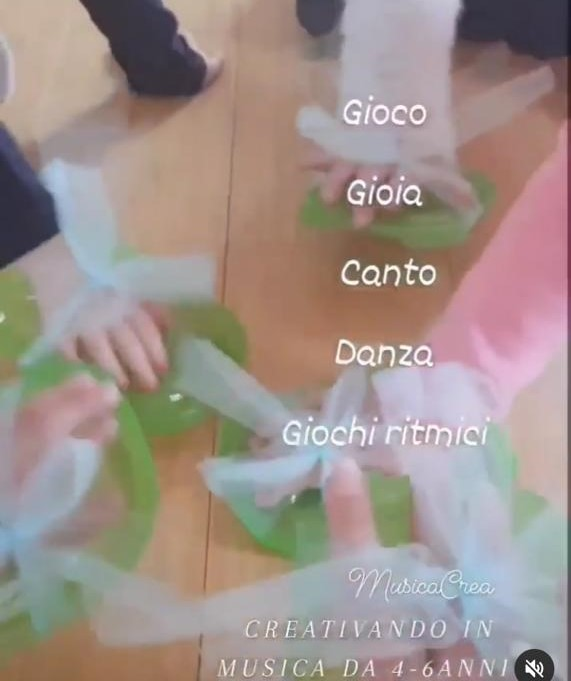 Gioco
Gioia
Canto
Danza
Giochi ritmici
MusicaCrea
CREATIVANDO IN
MUSICA DA 4-6ANNI